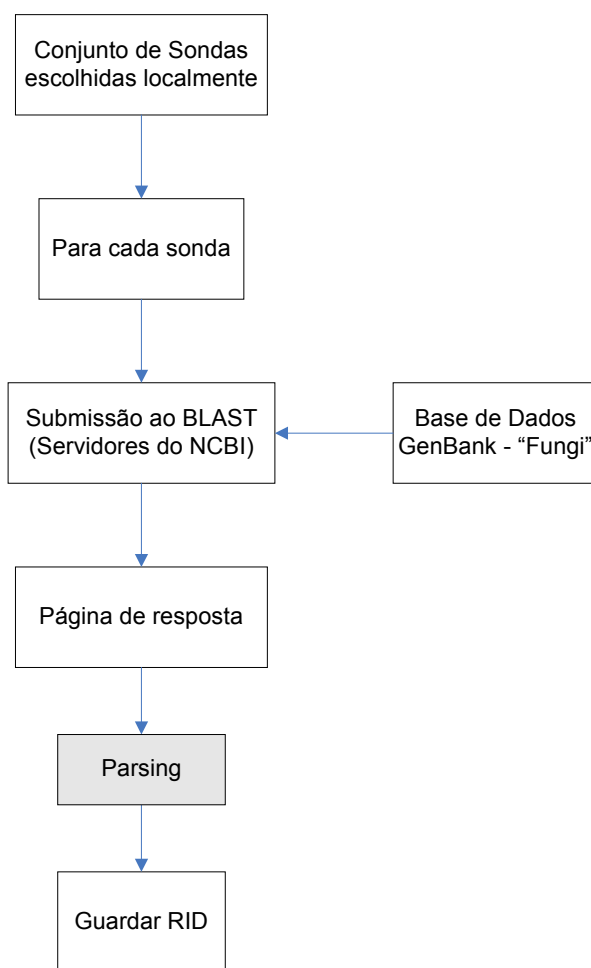 Conjunto de Sondas
escolhidas localmente
Para cada sonda
Submissão ao BLAST
(Servidores do NCBI)
Base de Dados
GenBank - “Fungi”
Página de resposta
Parsing
Guardar RID